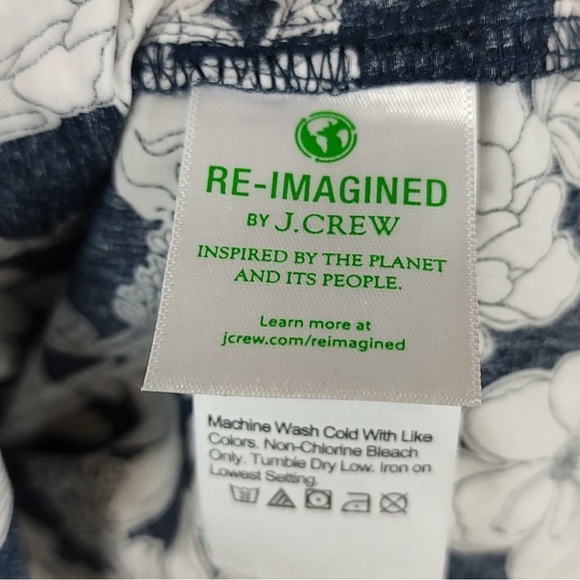 RE-IMAGINED
BY J.CREW
INSPIRED BY THE PLANET
AND ITS PEOPLE.
Learn more at
jcrew.com/reimagined
Machine Wash Cold With Like
Colors. Non-Chlorine Bleach
Only. Tumble Dry Low. Iron on
Lowest Setting.